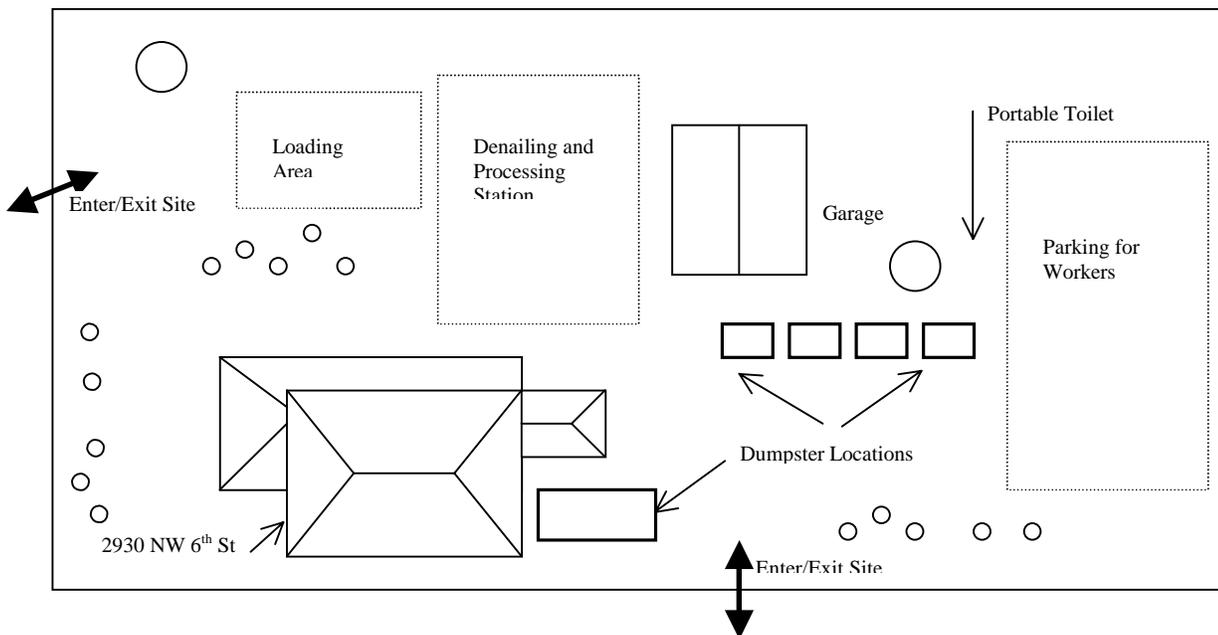 Portable Toilet
Loading
Area
Denailing and
Processing
Station
Enter/Exit Site
Garage
Parking for
Workers
Dumpster Locations
2930 NW 6th St
Enter/Exit Site